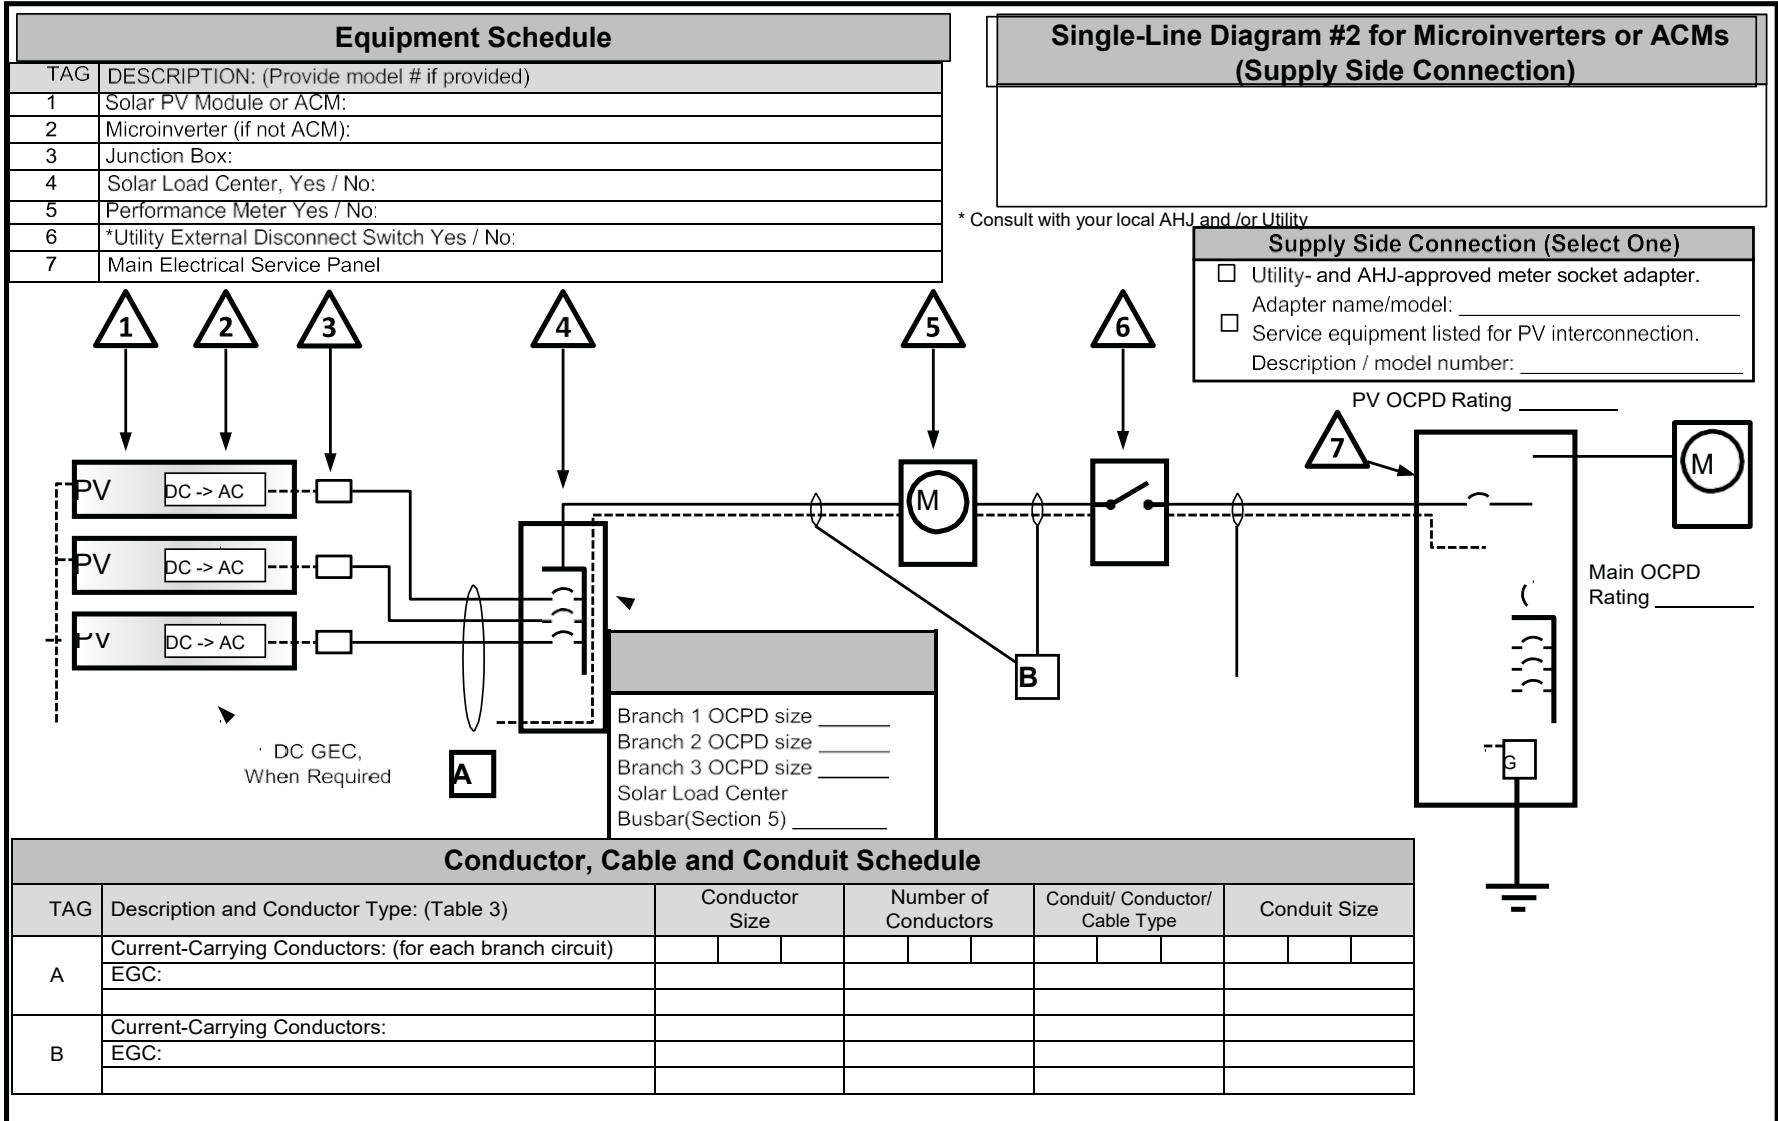 Equipment Schedule
TAG DESCRIPTION: (Provide model # if provided)
1 Solar PV Module or ACM:
2 Microinverter (if not ACM):
3 Junction Box:
4 Solar Load Center, Yes / No:
5 Performance Meter Yes / No:
6 *Utility External Disconnect Switch Yes / No:
7 Main Electrical Service Panel
Single-Line Diagram #2 for Microinverters or ACMs
(Supply Side Connection)
* Consult with your local AHJ and /or Utility
Supply Side Connection (Select One)
☐ Utility- and AHJ-approved meter socket adapter.
Adapter name/model: ____
☐ Service equipment listed for PV interconnection.
Description / model number: ____
PV OCPD Rating ____
1 2 3 4 5 6
7
M
PV DC -> AC
M
PV DC -> AC
Main OCPD
Rating ____
PV DC -> AC
B
Branch 1 OCPD size ____
Branch 2 OCPD size ____
Branch 3 OCPD size ____
Solar Load Center
Busbar(Section 5) ____
DC GEC,
When Required
A
G
Conductor, Cable and Conduit Schedule
TAG Description and Conductor Type: (Table 3) Conductor Size Number of Conductors Conduit/ Conductor/ Cable Type Conduit Size
A Current-Carrying Conductors: (for each branch circuit)
EGC:
B Current-Carrying Conductors:
EGC: